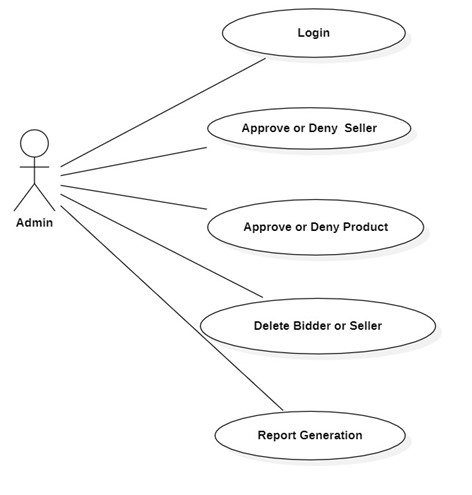 Login
Approve or Deny  Seller
Approve or Deny Product
Admin
Delete Bidder or Seller
Report Generation